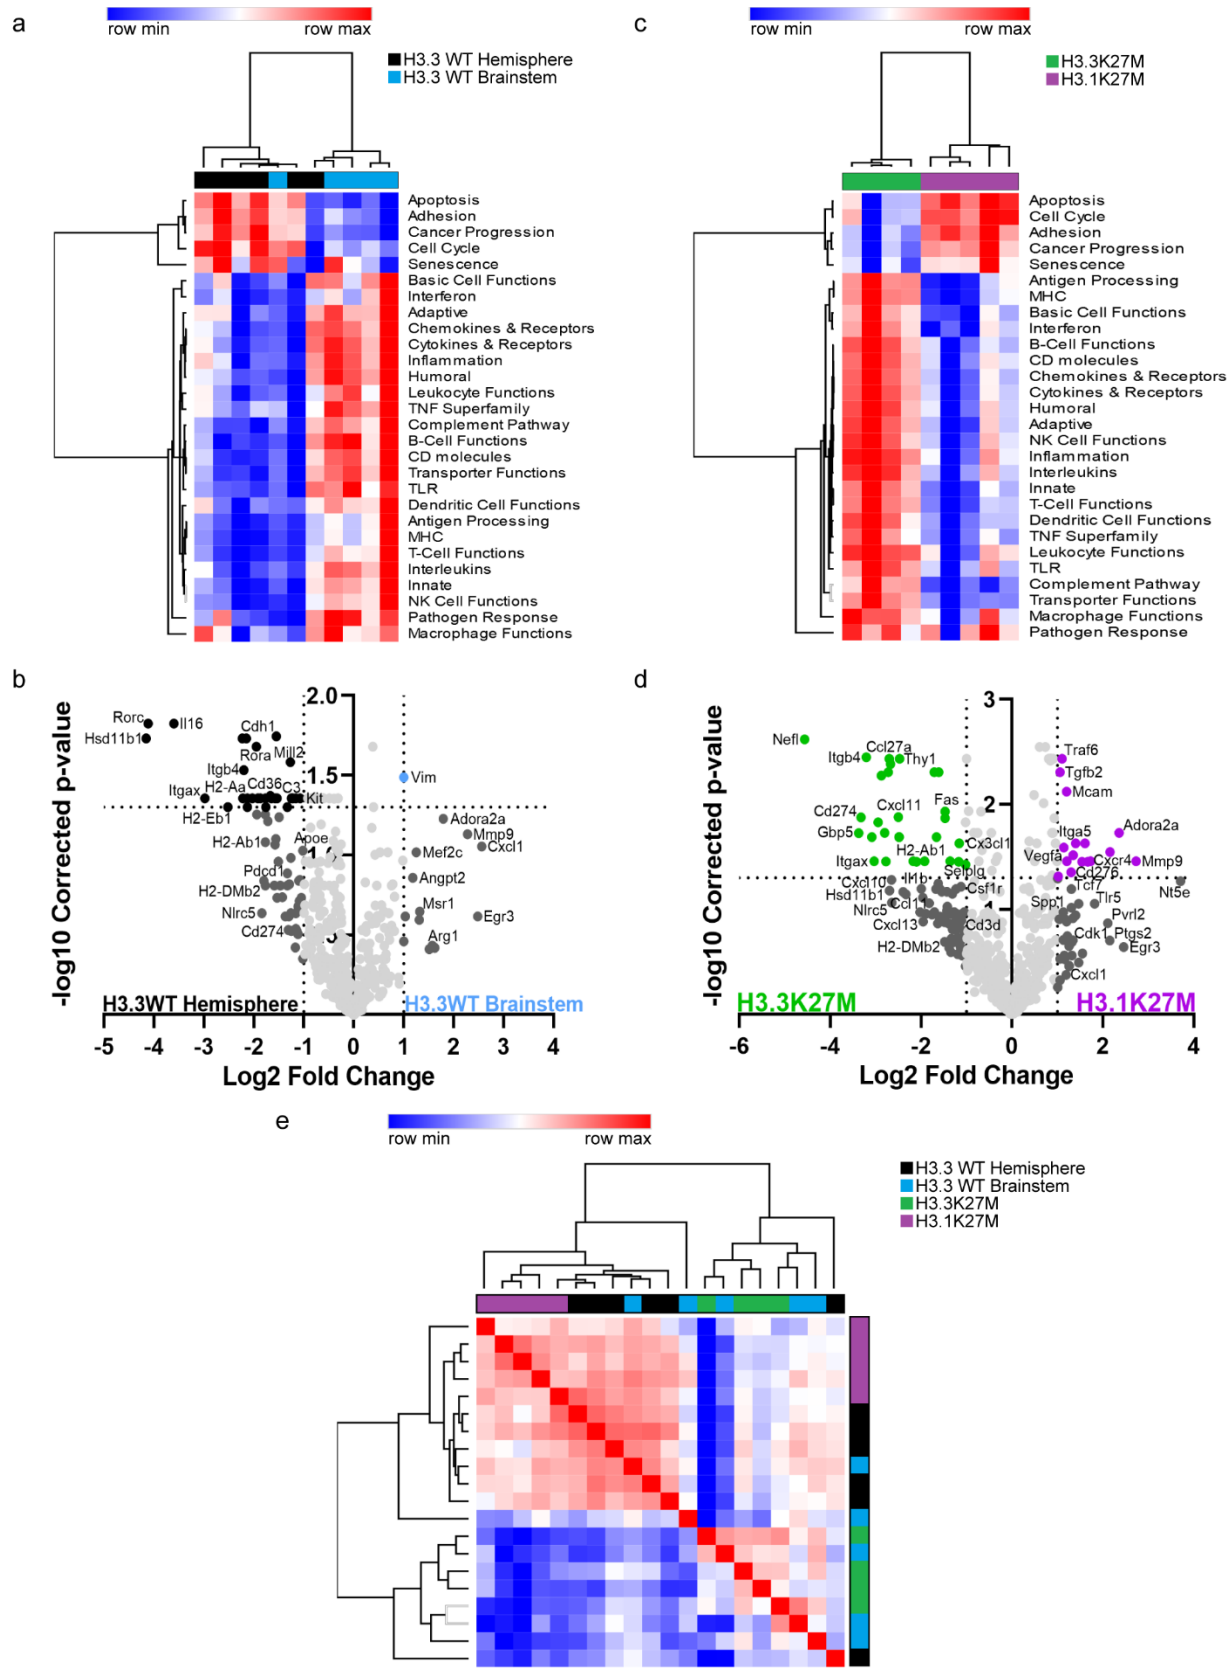 a
row min
row max
H3.3 WT Hemisphere
H3.3 WT Brainstem
Apoptosis
Adhesion
Cancer Progression
Cell Cycle
Senescence
Basic Cell Functions
Interferon
Adaptive
Chemokines & Receptors
Cytokines & Receptors
Inflammation
Humoral
Leukocyte Functions
TNF Superfamily
Complement Pathway
B-Cell Functions
CD molecules
Transporter Functions
TLR
Dendritic Cell Functions
Antigen Processing
MHC
T-Cell Functions
Interleukins
Innate
NK Cell Functions
Pathogen Response
Macrophage Functions
c
row min
row max
H3.3K27M
H3.1K27M
Apoptosis
Cell Cycle
Adhesion
Cancer Progression
Senescence
Antigen Processing
MHC
Basic Cell Functions
Interferon
B-Cell Functions
CD molecules
Chemokines & Receptors
Cytokines & Receptors
Humoral
Adaptive
NK Cell Functions
Inflammation
Interleukins
Innate
T-Cell Functions
Dendritic Cell Functions
TNF Superfamily
Leukocyte Functions
TLR
Complement Pathway
Transporter Functions
Macrophage Functions
Pathogen Response
b
-log10 Corrected p-value
2.0
1.5
Rorc
Il16
Hsd11b1
Cdh1
Rora
Mill2
Itgb4
Vim
Itgax
H2-Aa
Cd36
C3
Kit
H2-Eb1
Adora2a
H2-Ab1
Apoe
Mmp9
Cxcl1
Mef2c
Pdcd1
Angpt2
H2-DMb2
Msr1
Nlrc5
Egr3
Cd274
Arg1
H3.3WT Hemisphere
H3.3WT Brainstem
-5 -4 -3 -2 -1 0 1 2 3 4
Log2 Fold Change
d
-log10 Corrected p-value
3
2
1
Nefl
Itgb4
Ccl27a
Thy1
Traf6
Tgfb2
Mcam
Cd274
Cxcl11
Fas
Gbp5
Itga5
Adora2a
H2-Ab1
Cx3cl1
Vegfa
Itgax
Selplg
Cxcr4
Mmp9
Cd276
Cxcl10
Il1b
Csf1r
Tcf7
Nt5e
Hsd11b1
Ccl11
Spp1
Tlr5
Nlrc5
Cxcl13
Cd3d
Pvrl2
Cdk1
Ptgs2
H2-DMb2
Egr3
Cxcl1
H3.3K27M
H3.1K27M
-6 -4 -2 0 2 4
Log2 Fold Change
e
row min
row max
H3.3 WT Hemisphere
H3.3 WT Brainstem
H3.3K27M
H3.1K27M